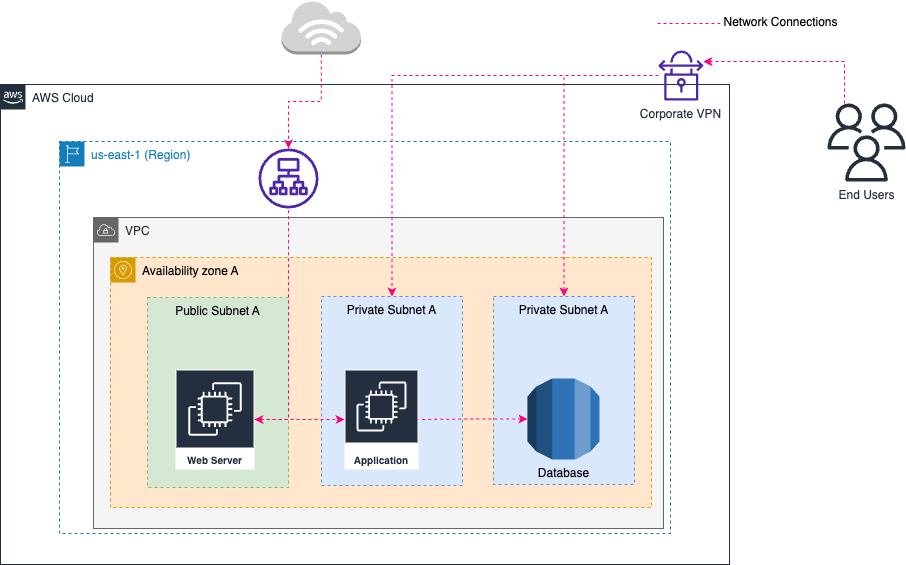 Network Connections
aws
AWS Cloud
Corporate VPN
us-east-1 (Region)
End Users
VPC
Availability zone A
Public Subnet A
Private Subnet A
Private Subnet A
Web Server
Application
Database